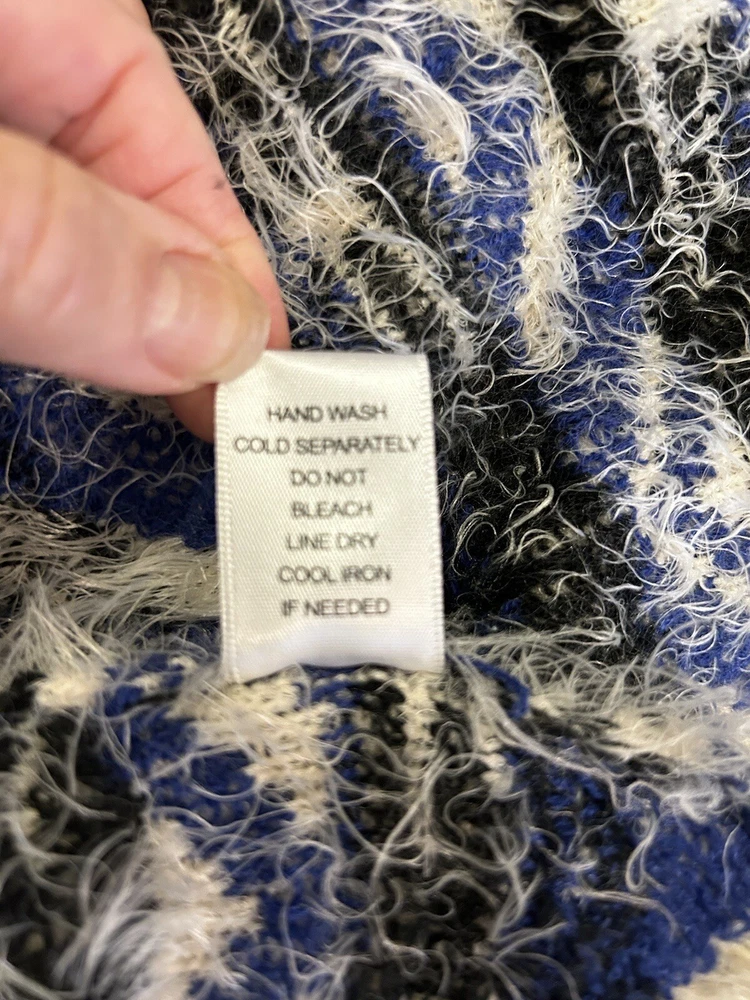 HAND WASH
COLD SEPARATELY
DO NOT
BLEACH
LINE DRY
COOL IRON
IF NEEDED